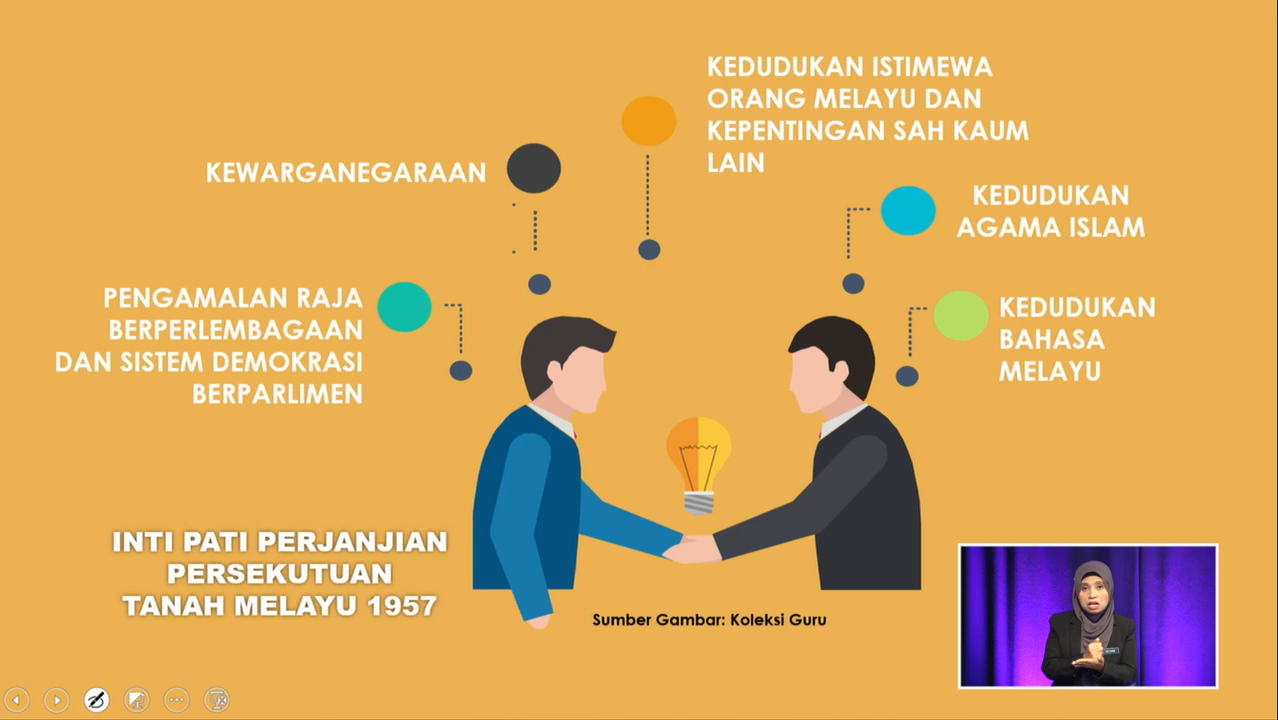 KEDUDUKAN ISTIMEWA
ORANG MELAYU DAN
KEPENTINGAN SAH KAUM
LAIN
KEWARGANEGARAAN
KEDUDUKAN
AGAMA ISLAM
PENGAMALAN RAJA
BERPERLEMBAGAAN
DAN SISTEM DEMOKRASI
BERPARLIMEN
KEDUDUKAN
BAHASA
MELAYU
INTI PATI PERJANJIAN
PERSEKUTUAN
TANAH MELAYU 1957
Sumber Gambar: Koleksi Guru